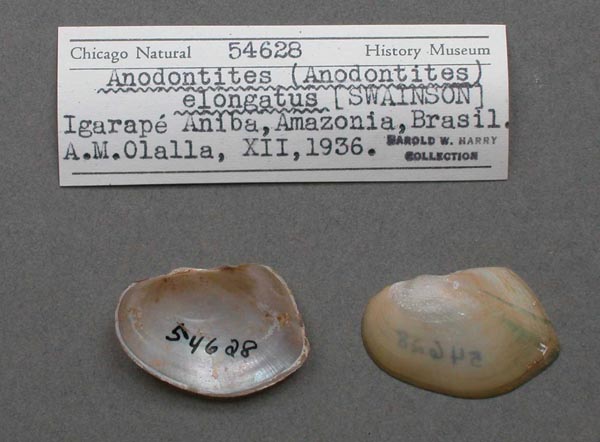 Chicago Natural 54628 History Museum
Anodontites (Anodontites)
elongatus [SWAINSON]
Igarapé Aniba, Amazonia, Brasil.
A.M.Olalla, XII,1936. HAROLD W. HARRY
COLLECTION
54628
54628